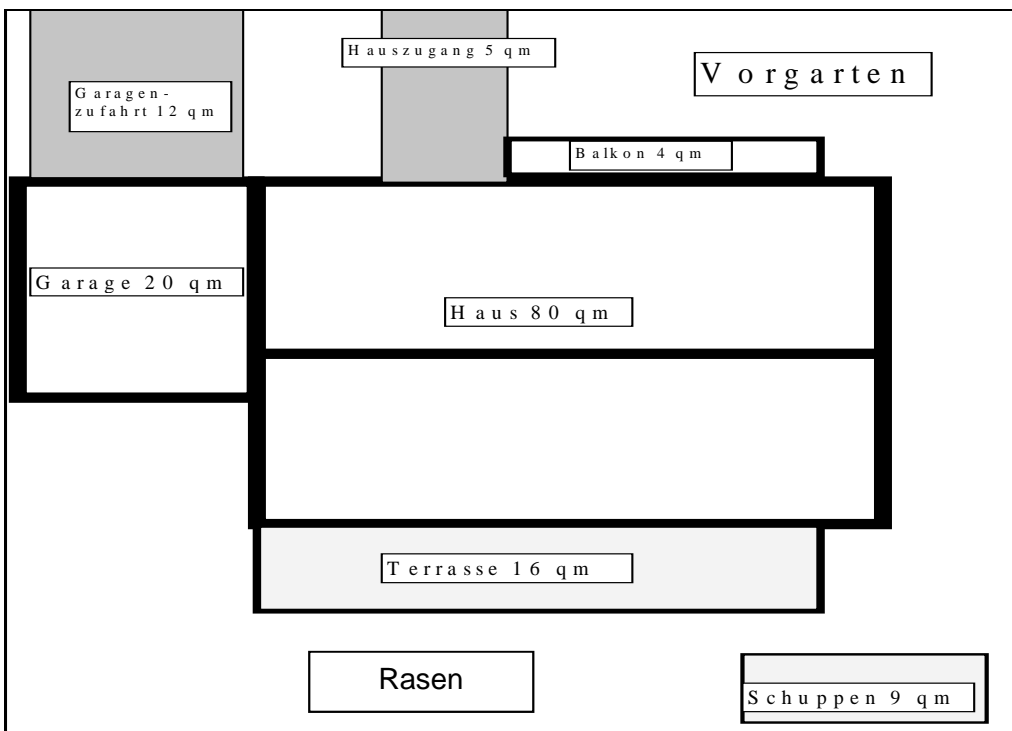 Hauszugang 5 qm
Vorgarten
Garagen-
zufahrt 12 qm
Balkon 4 qm
Garage 20 qm
Haus 80 qm
Terrasse 16 qm
Rasen
Schuppen 9 qm